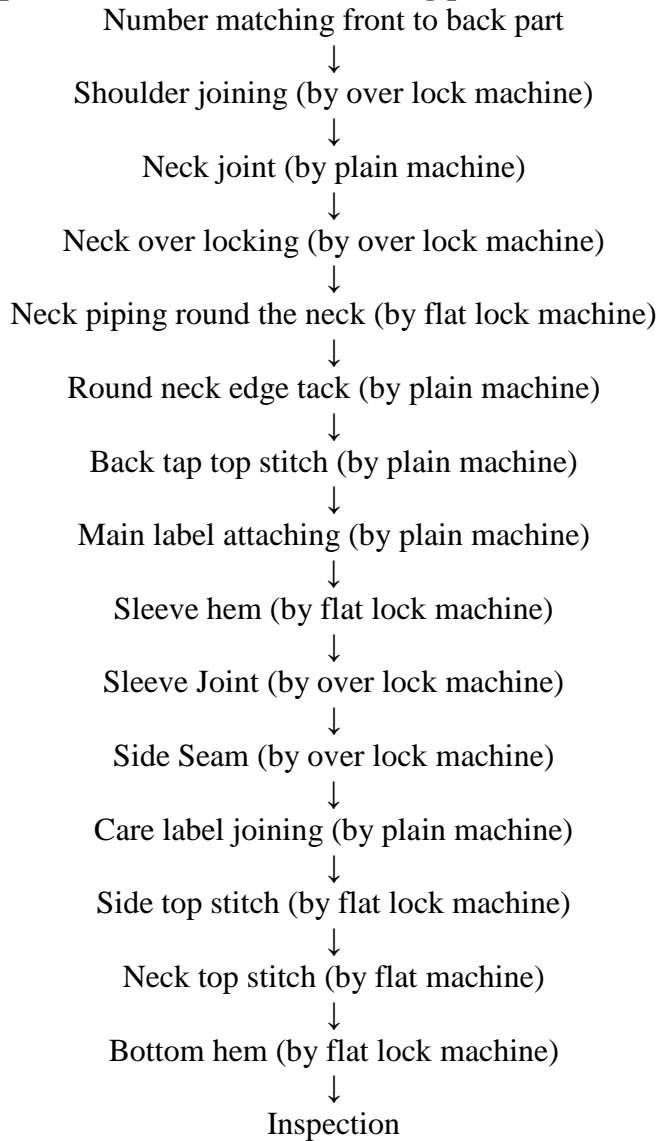 Number matching front to back part
↓
Shoulder joining (by over lock machine)
↓
Neck joint (by plain machine)
↓
Neck over locking (by over lock machine)
↓
Neck piping round the neck (by flat lock machine)
↓
Round neck edge tack (by plain machine)
↓
Back tap top stitch (by plain machine)
↓
Main label attaching (by plain machine)
↓
Sleeve hem (by flat lock machine)
↓
Sleeve Joint (by over lock machine)
↓
Side Seam (by over lock machine)
↓
Care label joining (by plain machine)
↓
Side top stitch (by flat lock machine)
↓
Neck top stitch (by flat machine)
↓
Bottom hem (by flat lock machine)
↓
Inspection